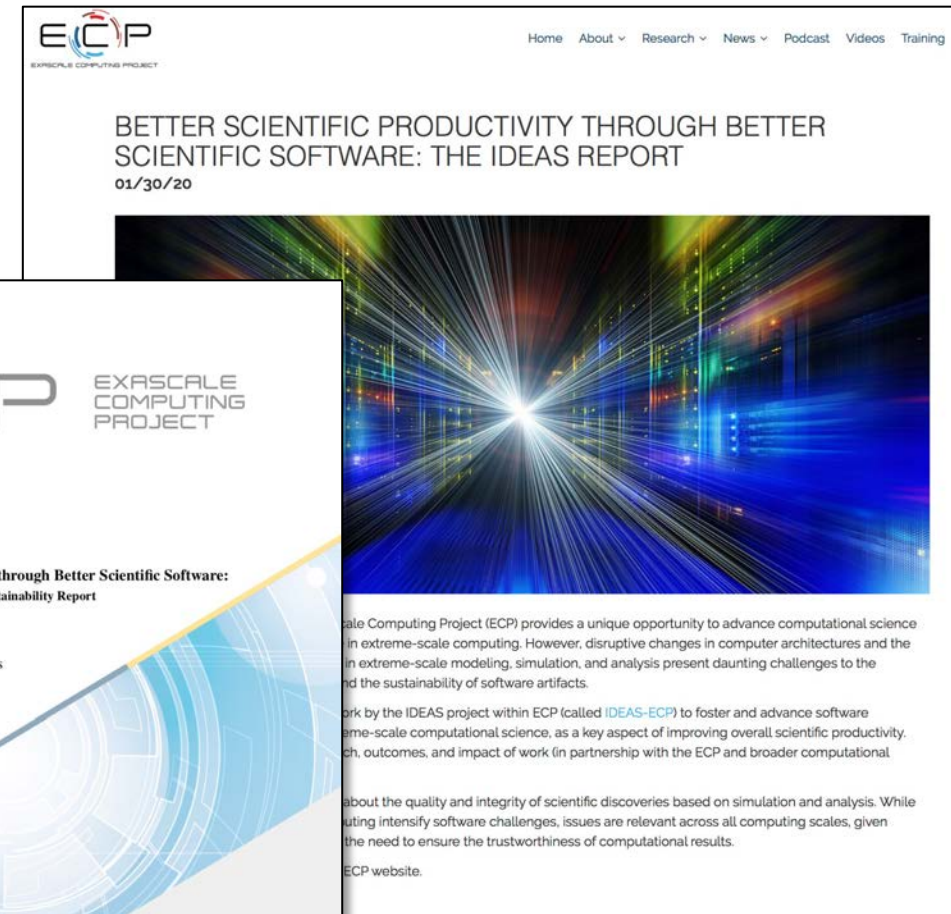 ECP
EXASCALE COMPUTING PROJECT
Home About Research News Podcast Videos Training
BETTER SCIENTIFIC PRODUCTIVITY THROUGH BETTER
SCIENTIFIC SOFTWARE: THE IDEAS REPORT
01/30/20
P
EXASCALE
COMPUTING
PROJECT
through Better Scientific Software:
tainability Report
s
ale Computing Project (ECP) provides a unique opportunity to advance computational science
in extreme-scale computing. However, disruptive changes in computer architectures and the
in extreme-scale modeling, simulation, and analysis present daunting challenges to the
nd the sustainability of software artifacts.
ork by the IDEAS project within ECP (called IDEAS-ECP) to foster and advance software
eme-scale computational science, as a key aspect of improving overall scientific productivity.
ch, outcomes, and impact of work (in partnership with the ECP and broader computational
about the quality and integrity of scientific discoveries based on simulation and analysis. While
uting intensify software challenges, issues are relevant across all computing scales, given
the need to ensure the trustworthiness of computational results.
ECP website.